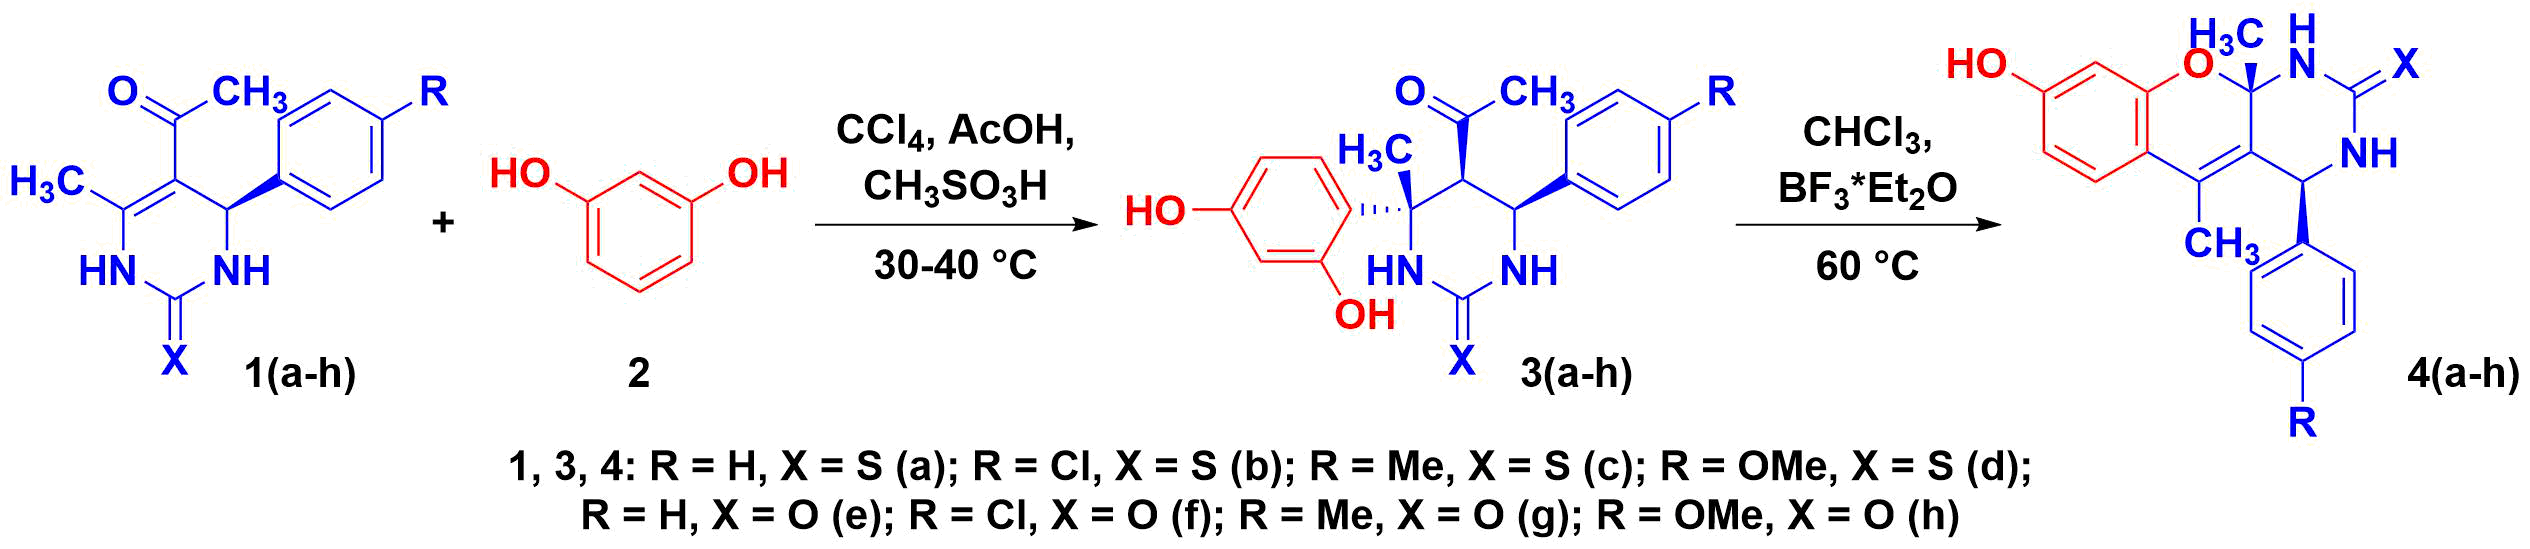 O CH3 R
H3C
HN NH
X
1(a-h)
+
HO OH
2
CCl4, AcOH,
CH3SO3H
30-40 °C
O CH3 R
H3C
HO
HN NH
OH
X
3(a-h)
CHCl3,
BF3*Et2O
60 °C
H3C H
HO O N X
NH
CH3
R
4(a-h)
1, 3, 4: R = H, X = S (a); R = Cl, X = S (b); R = Me, X = S (c); R = OMe, X = S (d);
R = H, X = O (e); R = Cl, X = O (f); R = Me, X = O (g); R = OMe, X = O (h)